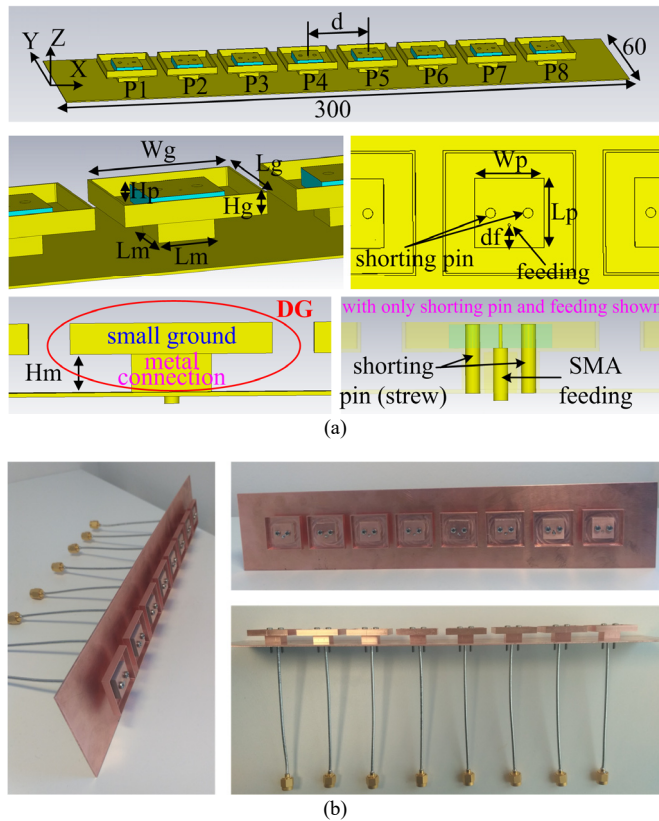 Y Z
X
d
60
P1 P2 P3 P4 P5 P6 P7 P8
300
Wg
Lg
Hp
Hg
Lm
Lm
Wp
Lp
df
shorting pin
feeding
DG
small ground
metal
connection
Hm
with only shorting pin and feeding shown
shorting
pin (strew)
SMA
feeding
(a)
(b)